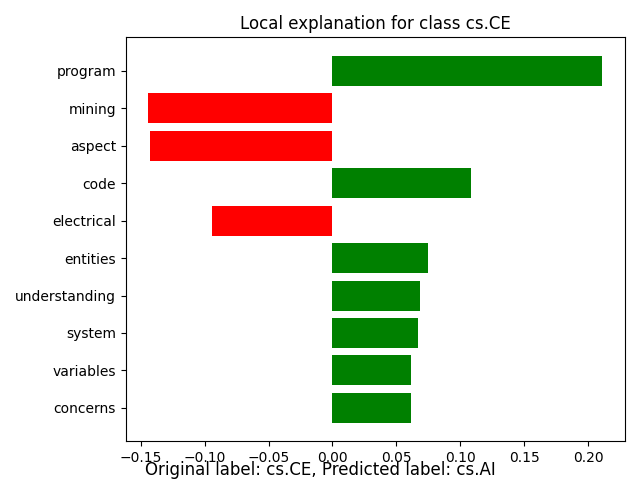 Local explanation for class cs.CE
program
mining
aspect
code
electrical
entities
understanding
system
variables
concerns
−0.15 −0.10 −0.05 0.00 0.05 0.10 0.15 0.20
Original label: cs.CE, Predicted label: cs.AI